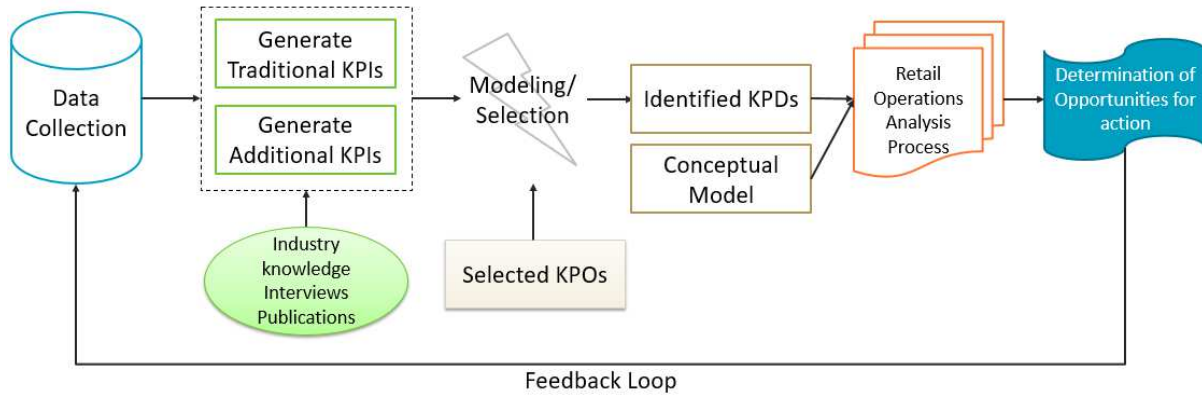 Data
Collection
Generate
Traditional KPIs
Generate
Additional KPIs
Industry
knowledge
Interviews
Publications
Modeling/
Selection
Selected KPOs
Identified KPDs
Conceptual
Model
Retail
Operations
Analysis
Process
Determination of
Opportunities for
action
Feedback Loop